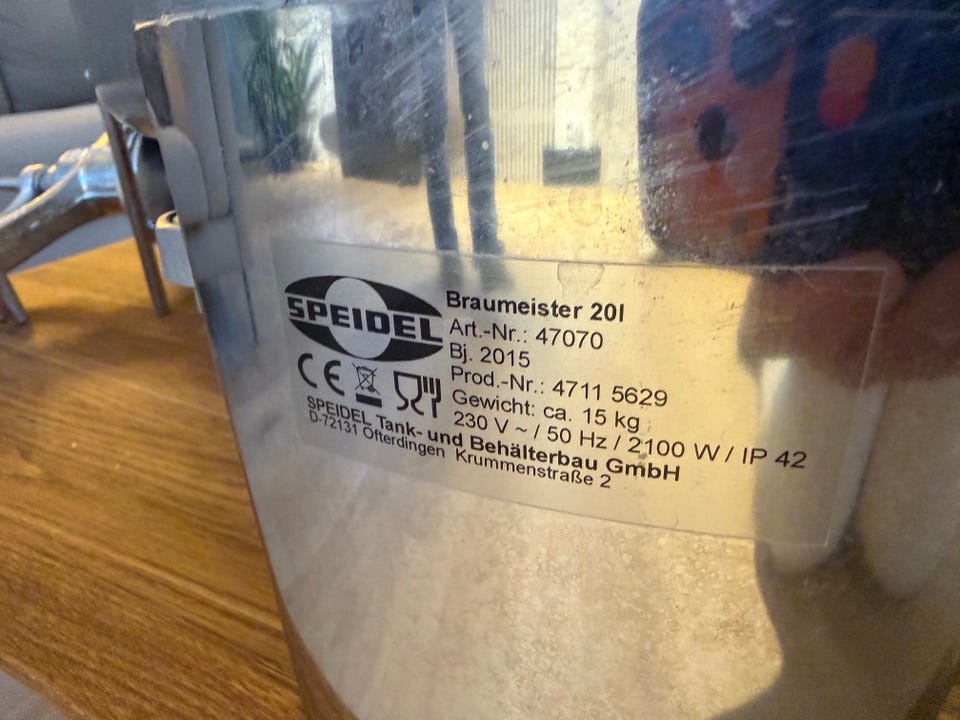 SPEIDEL
Braumeister 20l
Art.-Nr.: 47070
Bj. 2015
Prod.-Nr.: 4711 5629
Gewicht: ca. 15 kg
230 V ~ / 50 Hz / 2100 W / IP 42
CE
SPEIDEL Tank- und Behälterbau GmbH
D-72131 Ofterdingen Krummenstraße 2